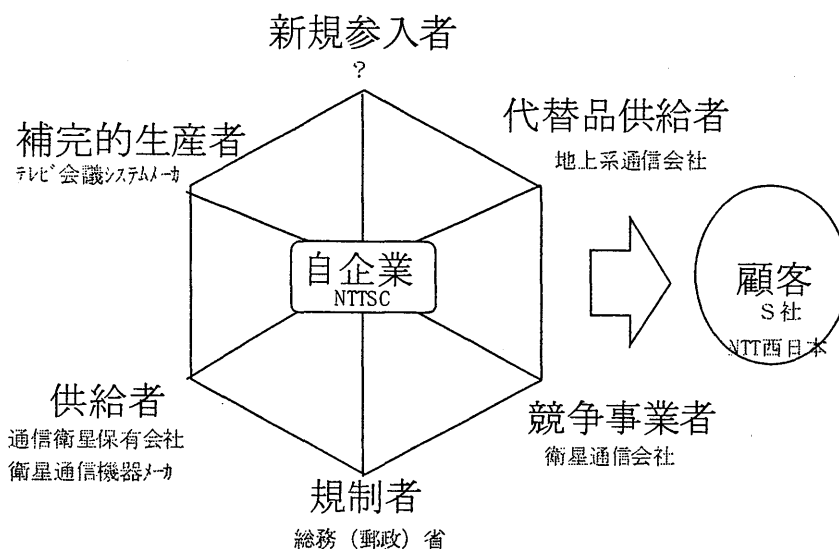 新規参入者
?
補完的生産者
テレビ会議システムメーカ
代替品供給者
地上系通信会社
自企業
NTTSC
顧客
S社
NTT西日本
供給者
通信衛星保有会社
衛星通信機器メーカ
競争事業者
衛星通信会社
規制者
総務(郵政)省